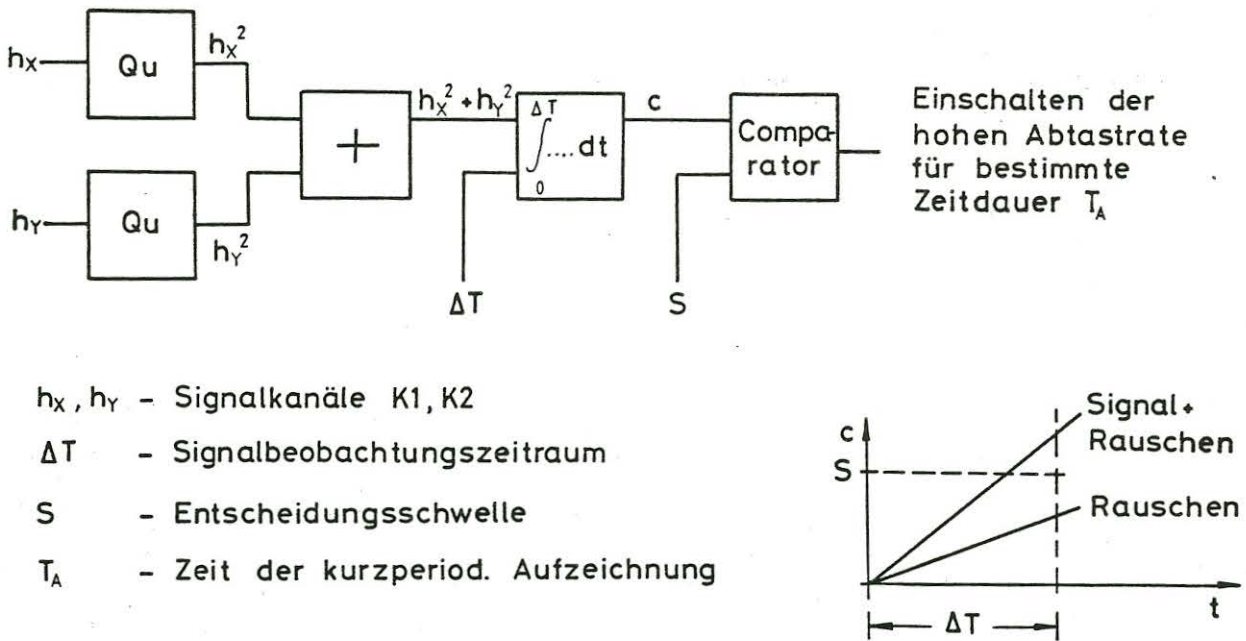 hX
Qu
hX²
hY
Qu
hY²
+
hX² + hY²
ΔT
∫.... dt
0
ΔT
c
S
Compa-
rator
Einschalten der
hohen Abtastrate
für bestimmte
Zeitdauer TA
hX, hY - Signalkanäle K1, K2
ΔT - Signalbeobachtungszeitraum
S - Entscheidungsschwelle
TA - Zeit der kurzperiod. Aufzeichnung
c
S
Signal+
Rauschen
Rauschen
t
ΔT